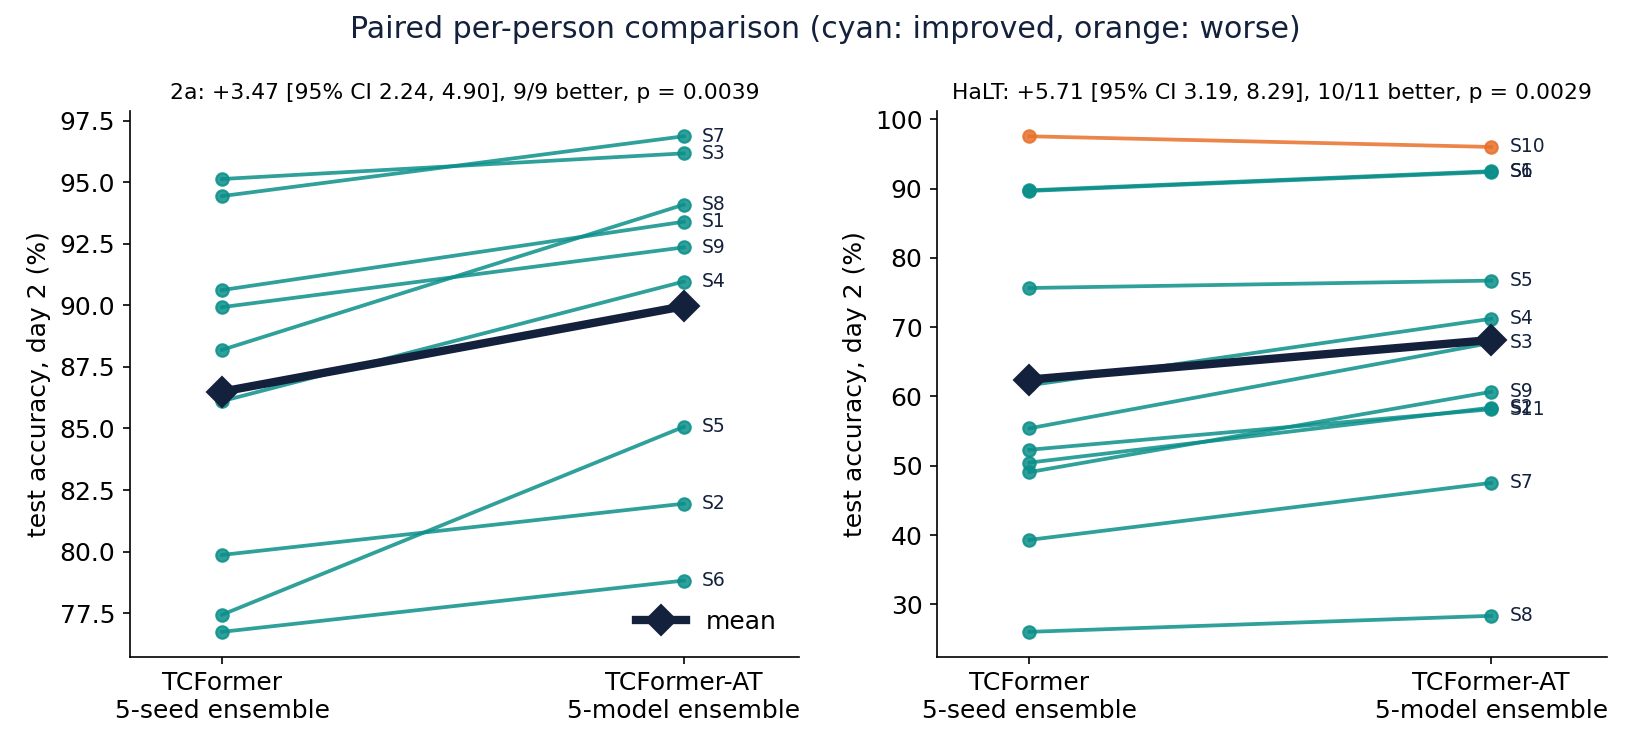 Paired per-person comparison (cyan: improved, orange: worse)
2a: +3.47 [95% CI 2.24, 4.90], 9/9 better, p = 0.0039
test accuracy, day 2 (%)
97.5
95.0
92.5
90.0
87.5
85.0
82.5
80.0
77.5
S7
S3
S8
S1
S9
S4
S5
S2
S6
mean
TCFormer
5-seed ensemble
TCFormer-AT
5-model ensemble
HaLT: +5.71 [95% CI 3.19, 8.29], 10/11 better, p = 0.0029
test accuracy, day 2 (%)
100
90
80
70
60
50
40
30
S10
S5
S4
S3
S9
S7
S8
TCFormer
5-seed ensemble
TCFormer-AT
5-model ensemble